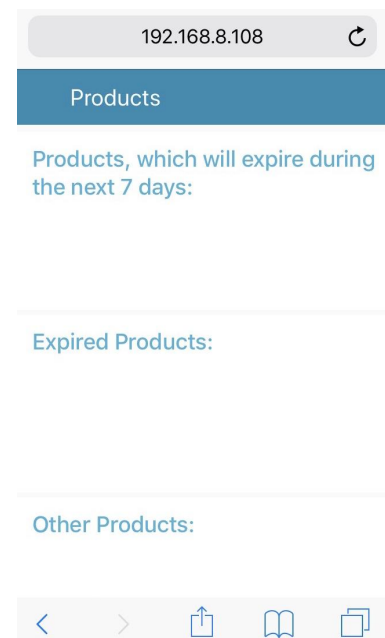 192.168.8.108
Products
Products, which will expire during
the next 7 days:
Expired Products:
Other Products: